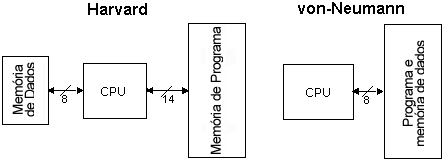 Harvard
von-Neumann
Memória
de Dados
8
CPU
14
Memória de Programa
CPU
8
Programa e
memória de dados